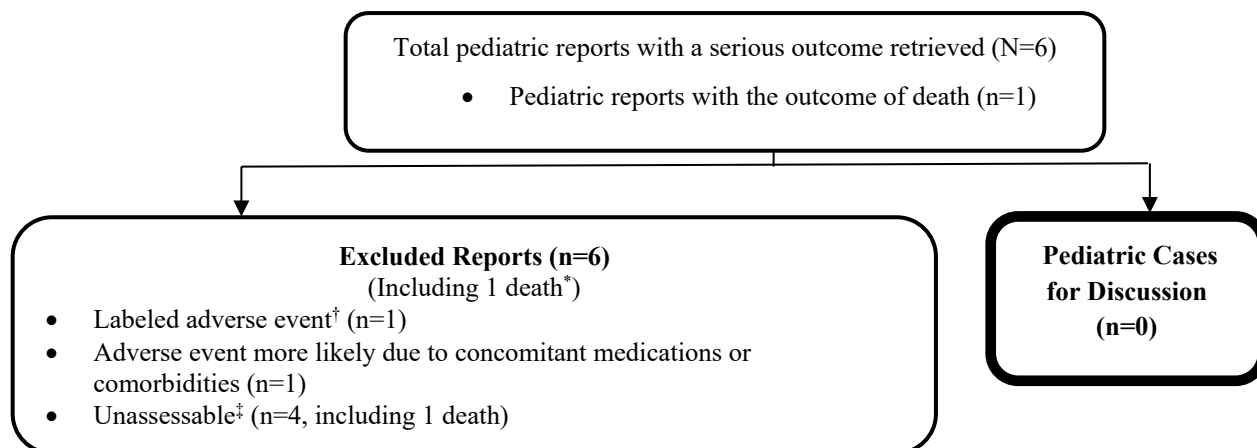 Total pediatric reports with a serious outcome retrieved (N=6)
• Pediatric reports with the outcome of death (n=1)
Excluded Reports (n=6)
(Including 1 death*)
• Labeled adverse event† (n=1)
• Adverse event more likely due to concomitant medications or
comorbidities (n=1)
• Unassessable‡ (n=4, including 1 death)
Pediatric Cases
for Discussion
(n=0)